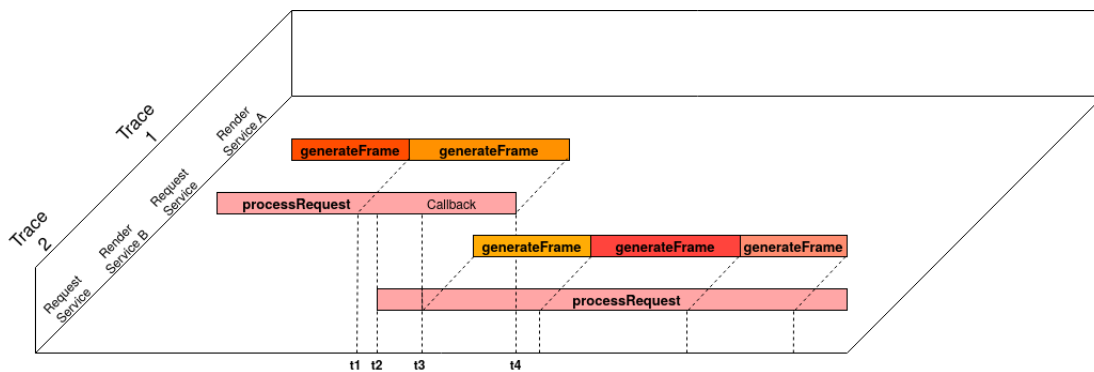 Trace
1
Render
Service A
Request
Service
Trace
2
Render
Service B
Request
Service
generateFrame
generateFrame
processRequest
Callback
generateFrame
generateFrame
generateFrame
processRequest
t1
t2
t3
t4